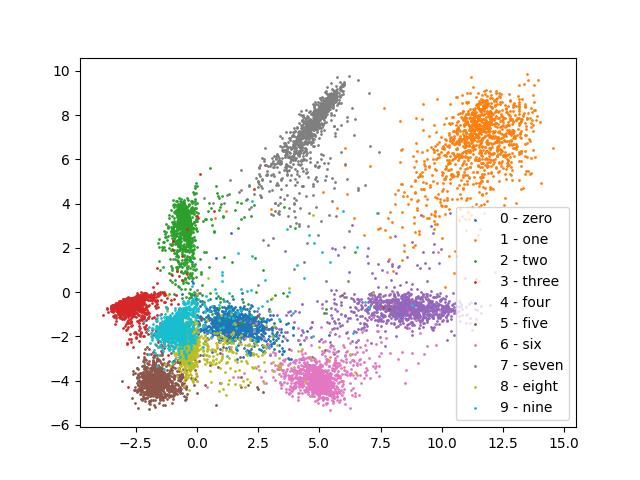 10
8
6
4
2
0
−2
−4
−6
−2.5 0.0 2.5 5.0 7.5 10.0 12.5 15.0
0 - zero
1 - one
2 - two
3 - three
4 - four
5 - five
6 - six
7 - seven
8 - eight
9 - nine